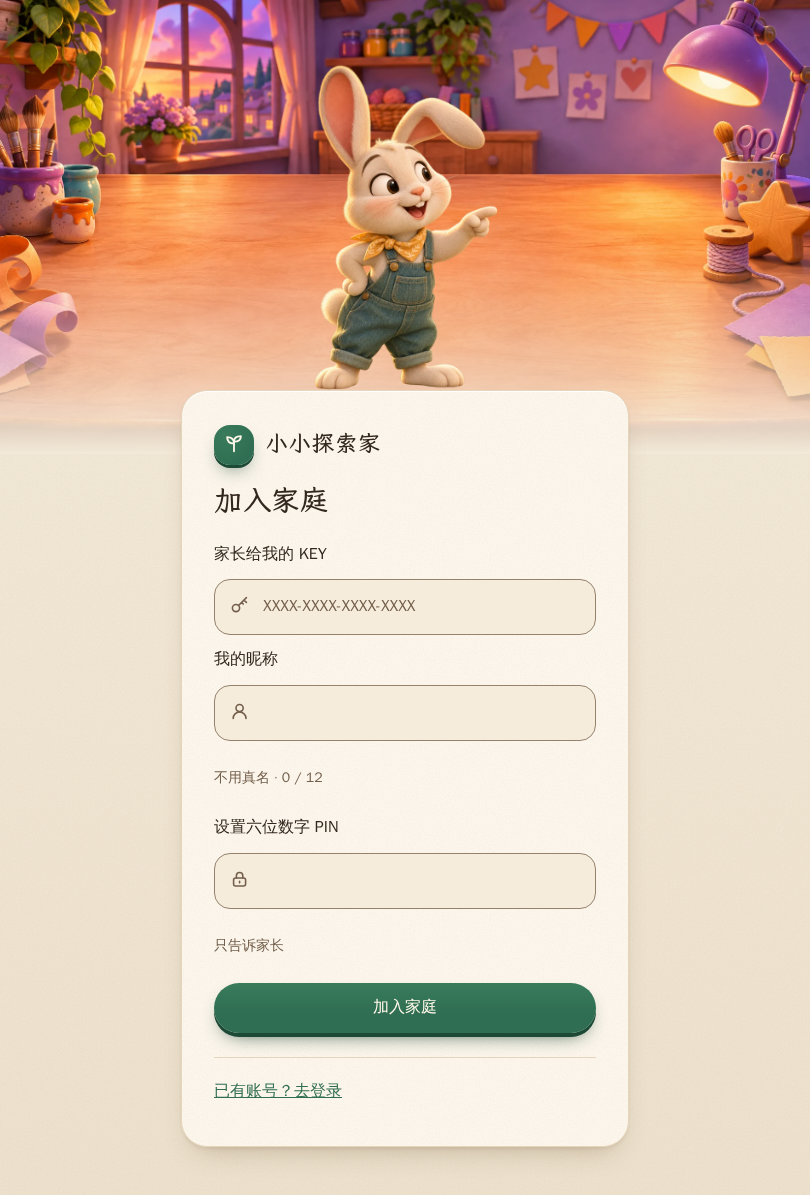 小小探索家
加入家庭
家长给我的 KEY
XXXX-XXXX-XXXX-XXXX
我的昵称
不用真名 · 0 / 12
设置六位数字 PIN
只告诉家长
加入家庭
已有账号？去登录